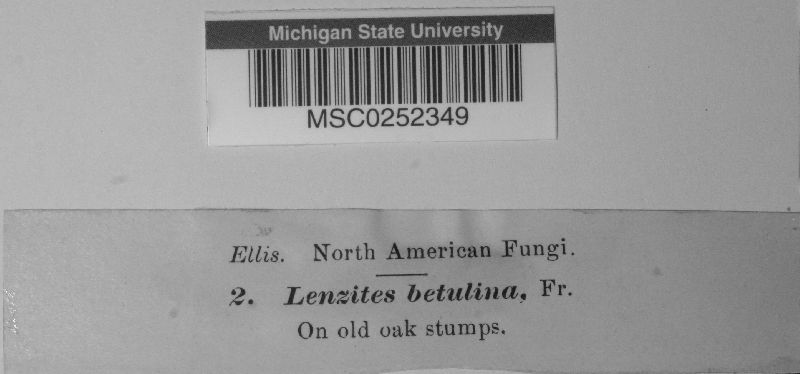 Michigan State University
MSC0252349
Ellis. North American Fungi.
2. Lenzites betulina, Fr.
On old oak stumps.